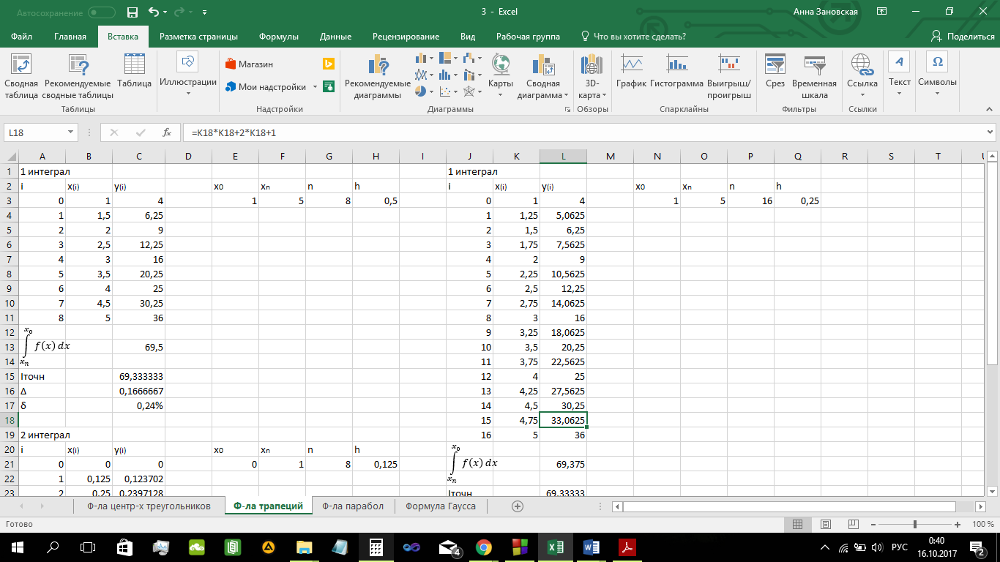 Автосохранение
3 - Excel
Анна Зановская
Файл Главная Вставка Разметка страницы Формулы Данные Рецензирование Вид Рабочая группа Что вы хотите сделать? Поделиться
Сводная таблица
Рекомендуемые сводные таблицы
Таблица
Таблицы
Иллюстрации
Магазин
Мои надстройки
Надстройки
Рекомендуемые диаграммы
Карты
Сводная диаграмма
Диаграммы
3D-карта
Обзоры
График Гистограмма Выигрыш/проигрыш
Спарклайны
Срез Временная шкала
Фильтры
Ссылка
Ссылки
Текст
Символы
L18 fx =K18*K18+2*K18+1
A B C D E F G H I J K L M N O P Q R S T
1 1 интеграл 1 интеграл
2 i x(i) y(i) x0 xn n h i x(i) y(i) x0 xn n h
3 0 1 4 1 5 8 0,5 0 1 4 1 5 16 0,25
4 1 1,5 6,25 1 1,25 5,0625
5 2 2 9 2 1,5 6,25
6 3 2,5 12,25 3 1,75 7,5625
7 4 3 16 4 2 9
8 5 3,5 20,25 5 2,25 10,5625
9 6 4 25 6 2,5 12,25
10 7 4,5 30,25 7 2,75 14,0625
11 8 5 36 8 3 16
12 x0 9 3,25 18,0625
13 ∫ f(x) dx 69,5 10 3,5 20,25
14 xn 11 3,75 22,5625
15 Iточн 69,333333 12 4 25
16 Δ 0,1666667 13 4,25 27,5625
17 δ 0,24% 14 4,5 30,25
18 15 4,75 33,0625
19 2 интеграл 16 5 36
20 i x(i) y(i) x0 xn n h x0
21 0 0 0 0 1 8 0,125 ∫ f(x) dx 69,375
22 1 0,125 0,123702 xn
23 2 0,25 0,2397128 Iточн 69,33333
Ф-ла центр-х треугольников Ф-ла трапеций Ф-ла парабол Формула Гаусса
Готово 100 %
4
РУС
0:40
16.10.2017
2